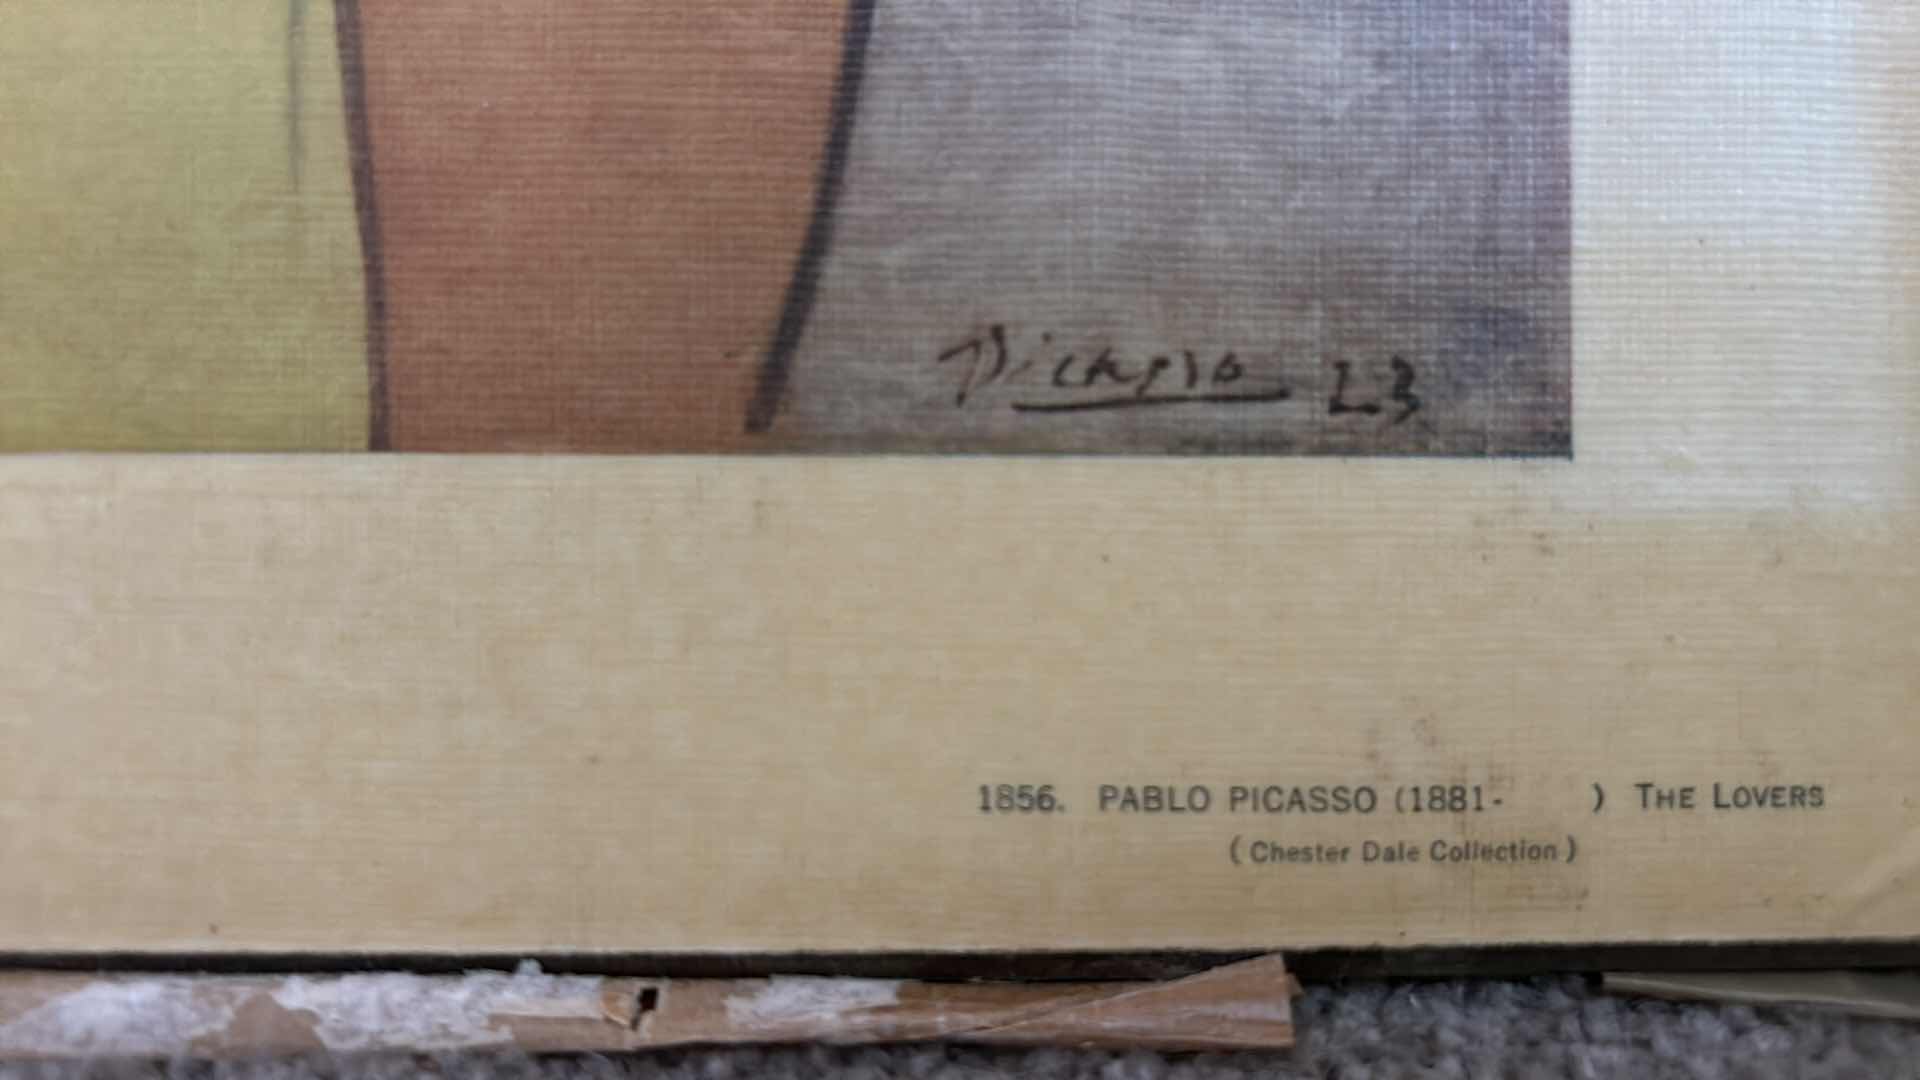 Picasso 23
1856. PABLO PICASSO (1881- ) THE LOVERS
(Chester Dale Collection)